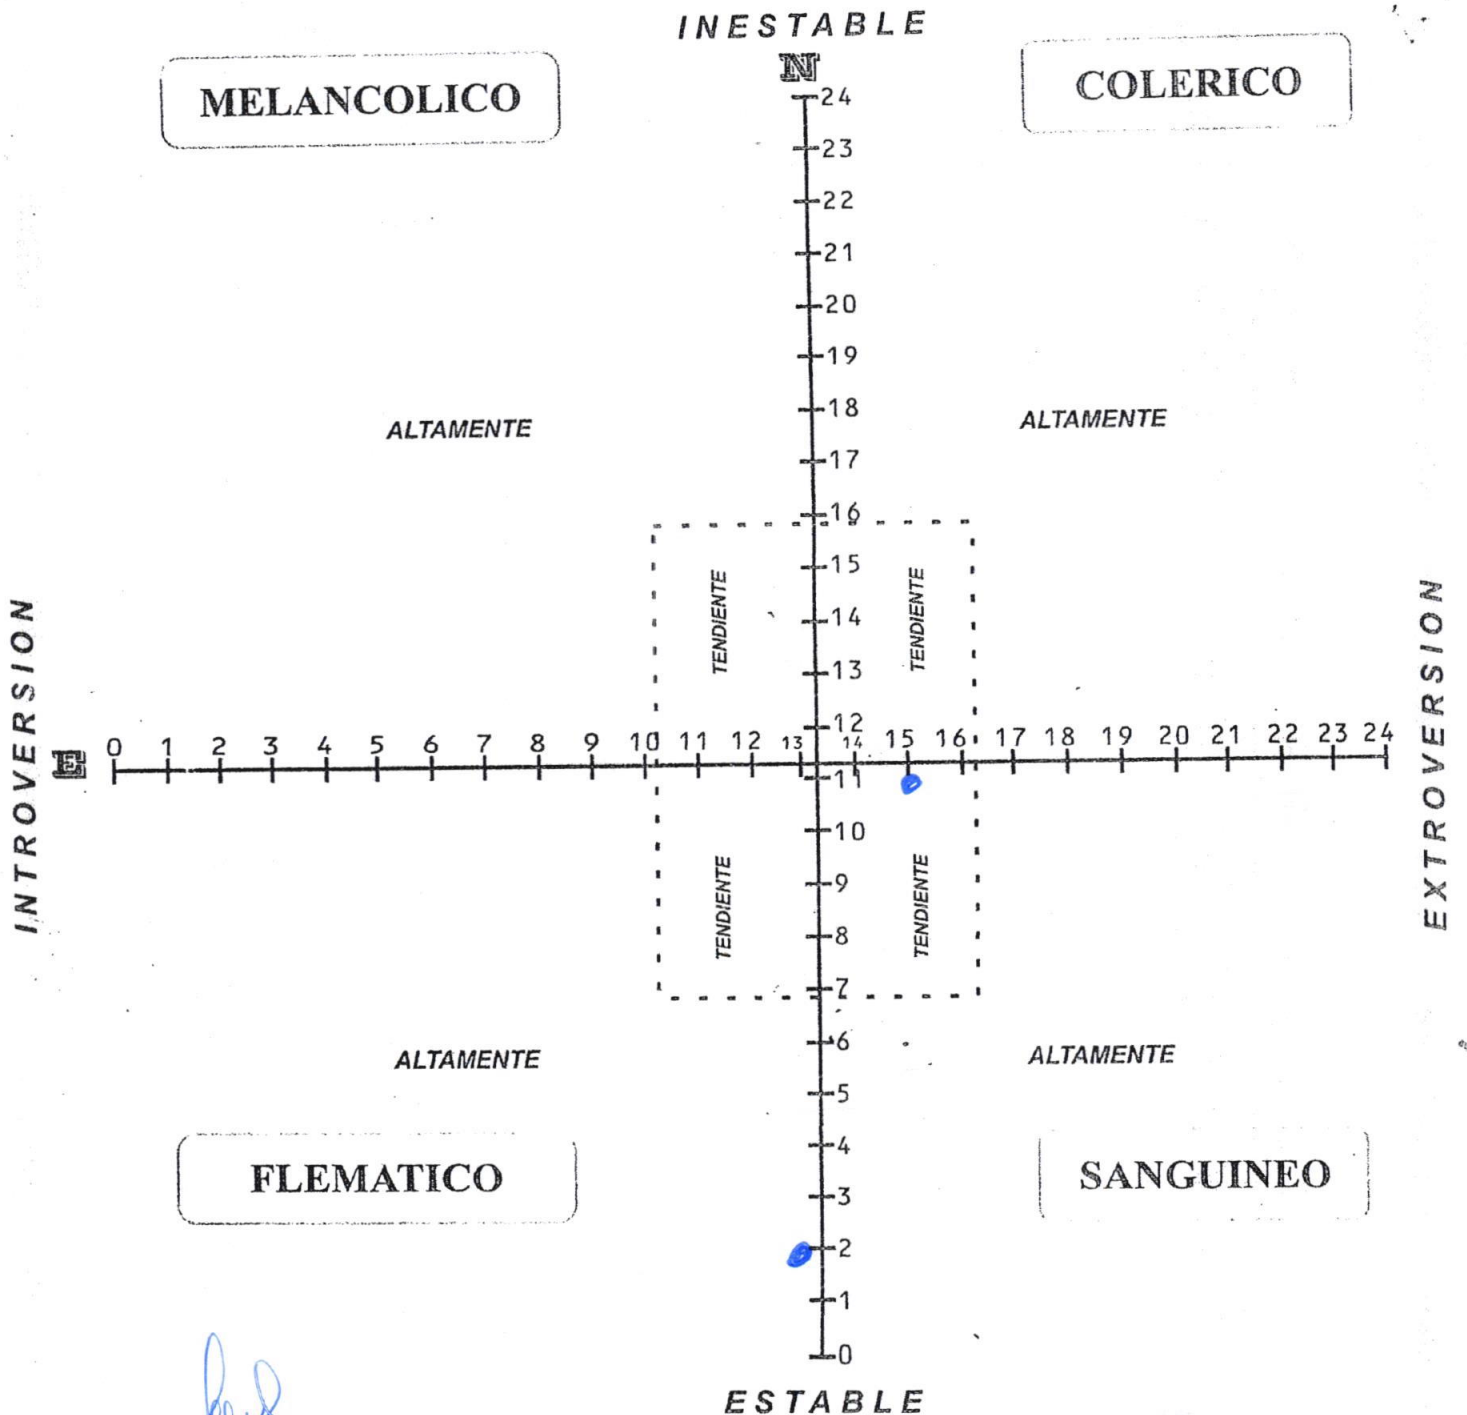 INESTABLE
N
MELANCOLICO
COLERICO
24
23
22
21
20
19
18
17
16
15
14
13
12
ALTAMENTE
ALTAMENTE
TENDIENTE
TENDIENTE
INTROVERSION
E
0 1 2 3 4 5 6 7 8 9 10 11 12 13 14 15 16 17 18 19 20 21 22 23 24
EXTROVERSION
11
10
9
8
7
6
5
4
3
2
1
0
TENDIENTE
TENDIENTE
ALTAMENTE
ALTAMENTE
FLEMATICO
SANGUINEO
ESTABLE